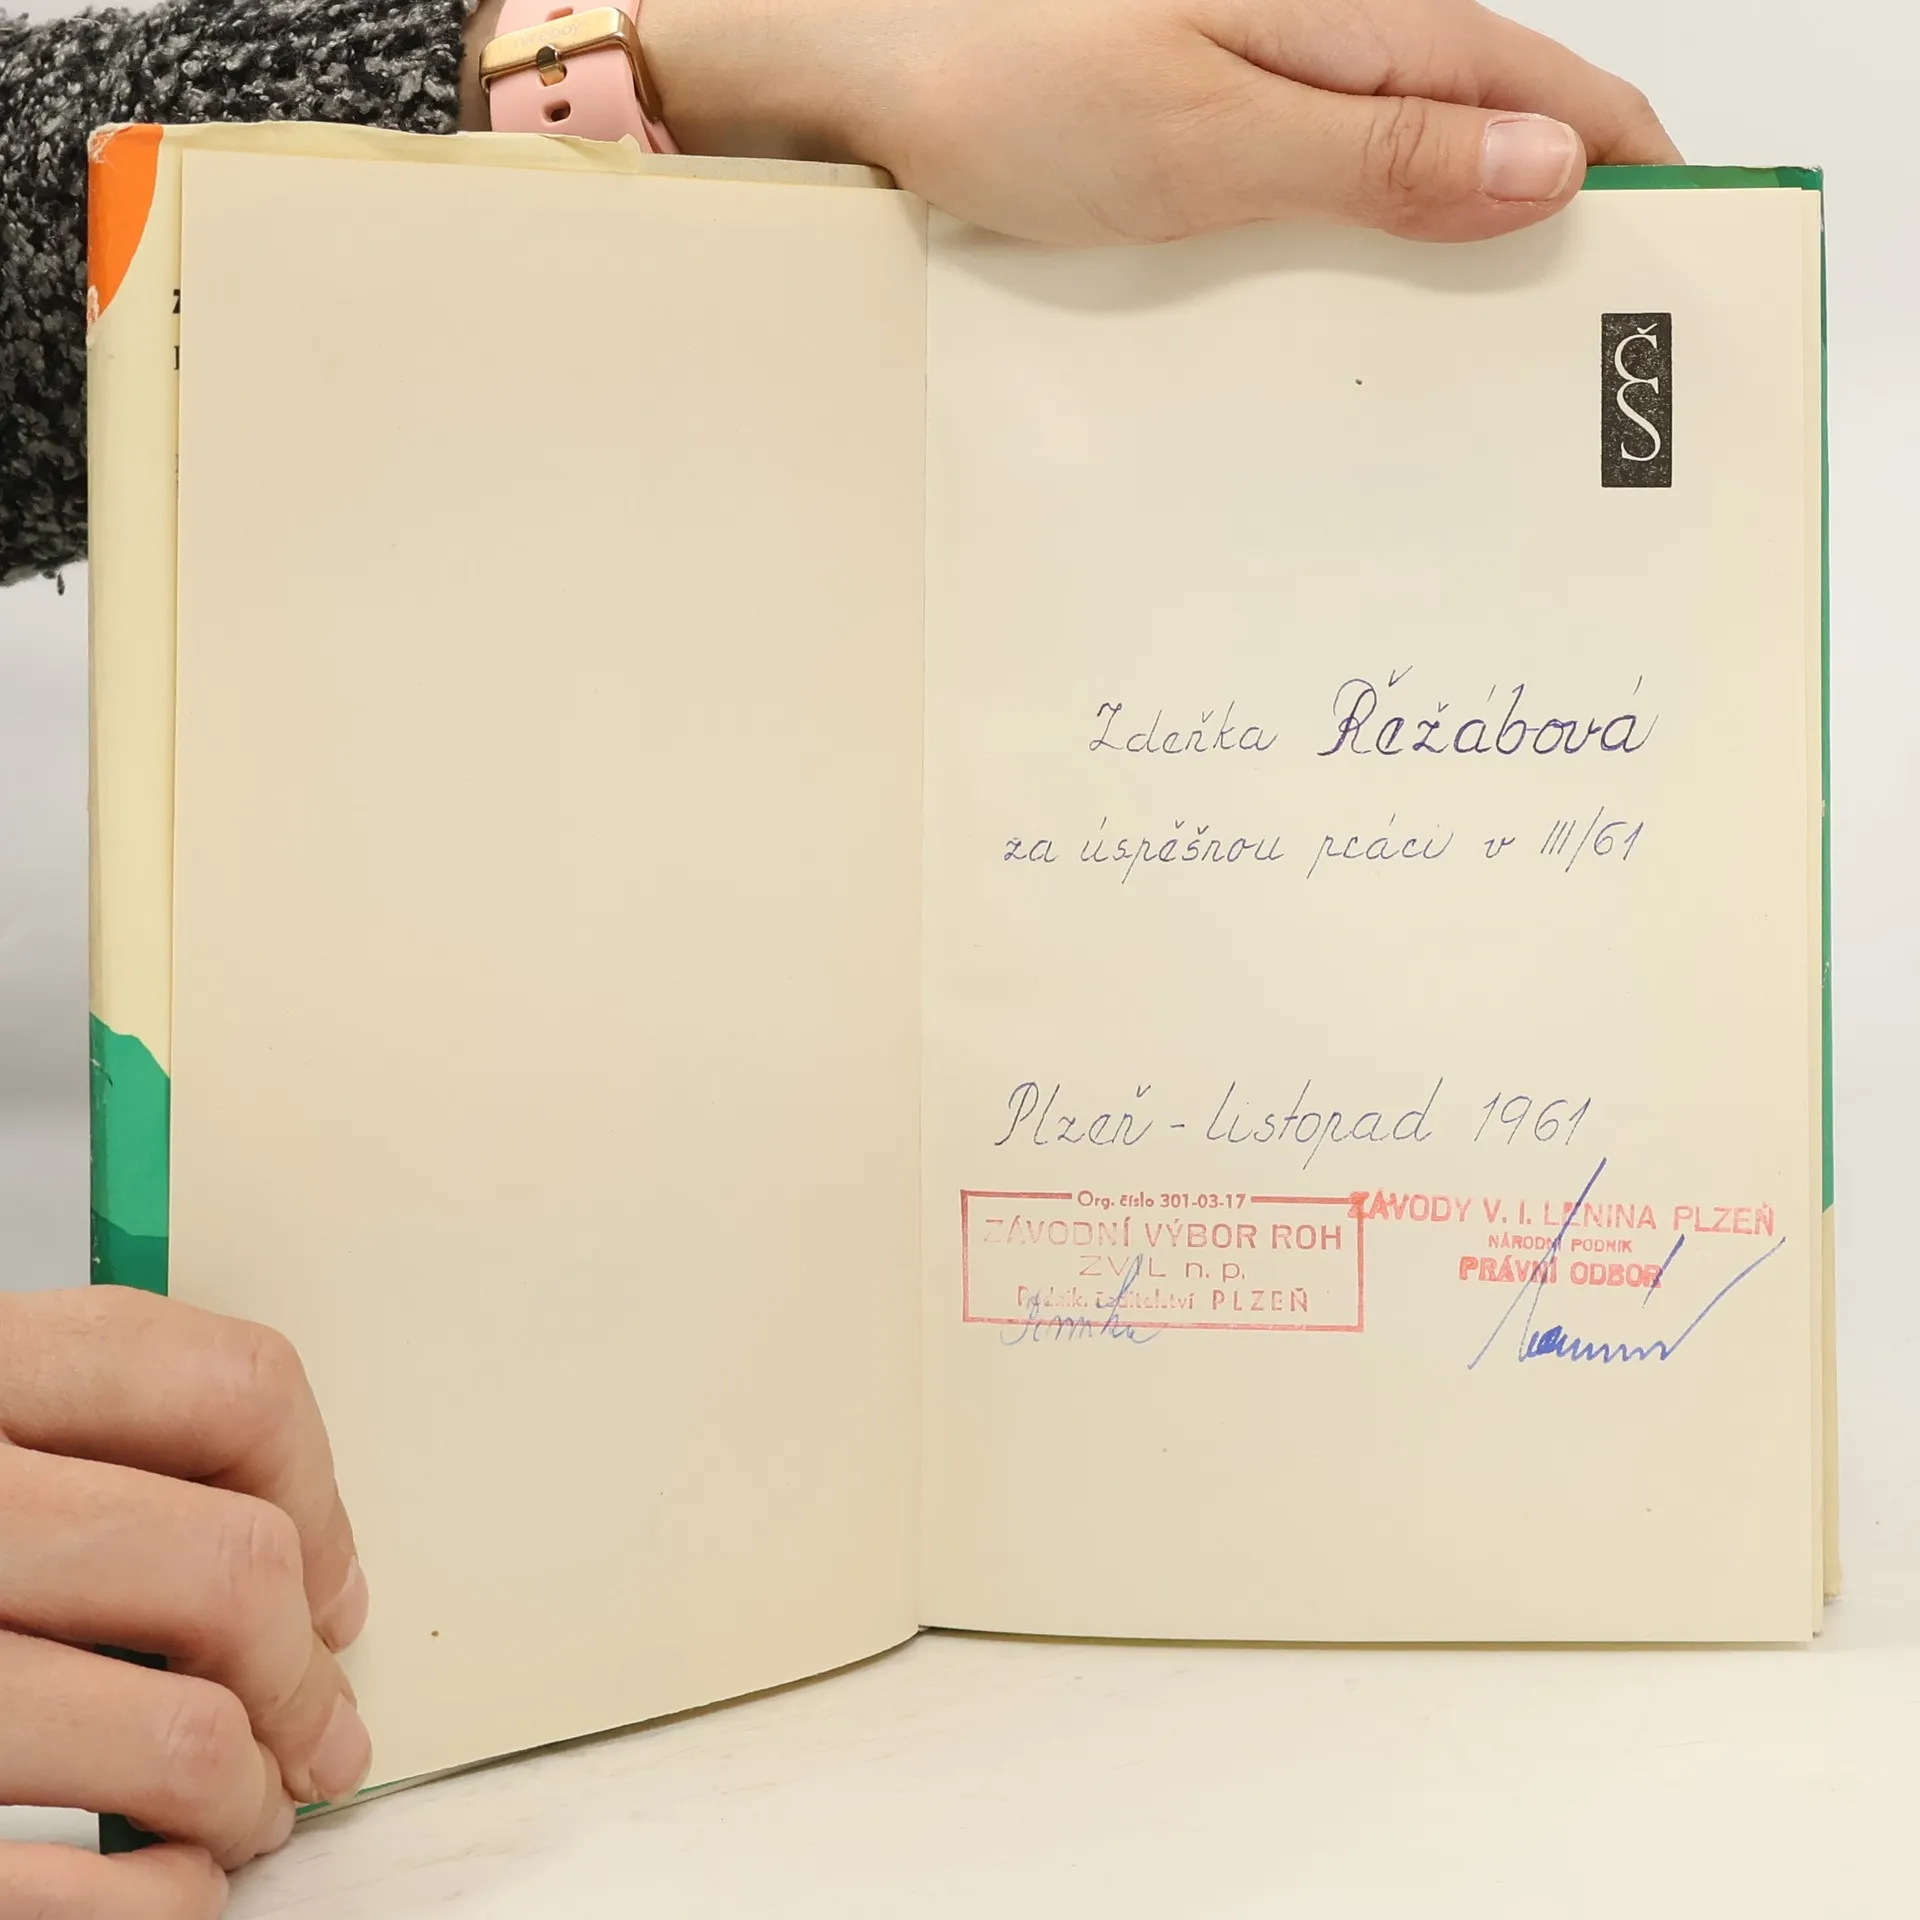 ČS
Zdeňka Řežábová
za úspěšnou práci v III/61
Plzeň - listopad 1961
Org. číslo 301-03-17
ZÁVODNÍ VÝBOR ROH
ZVIL n. p.
Podnik. ředitelství PLZEŇ
ZÁVODY V. I. LENINA PLZEŇ
NÁRODNÍ PODNIK
PRÁVNÍ ODBOR